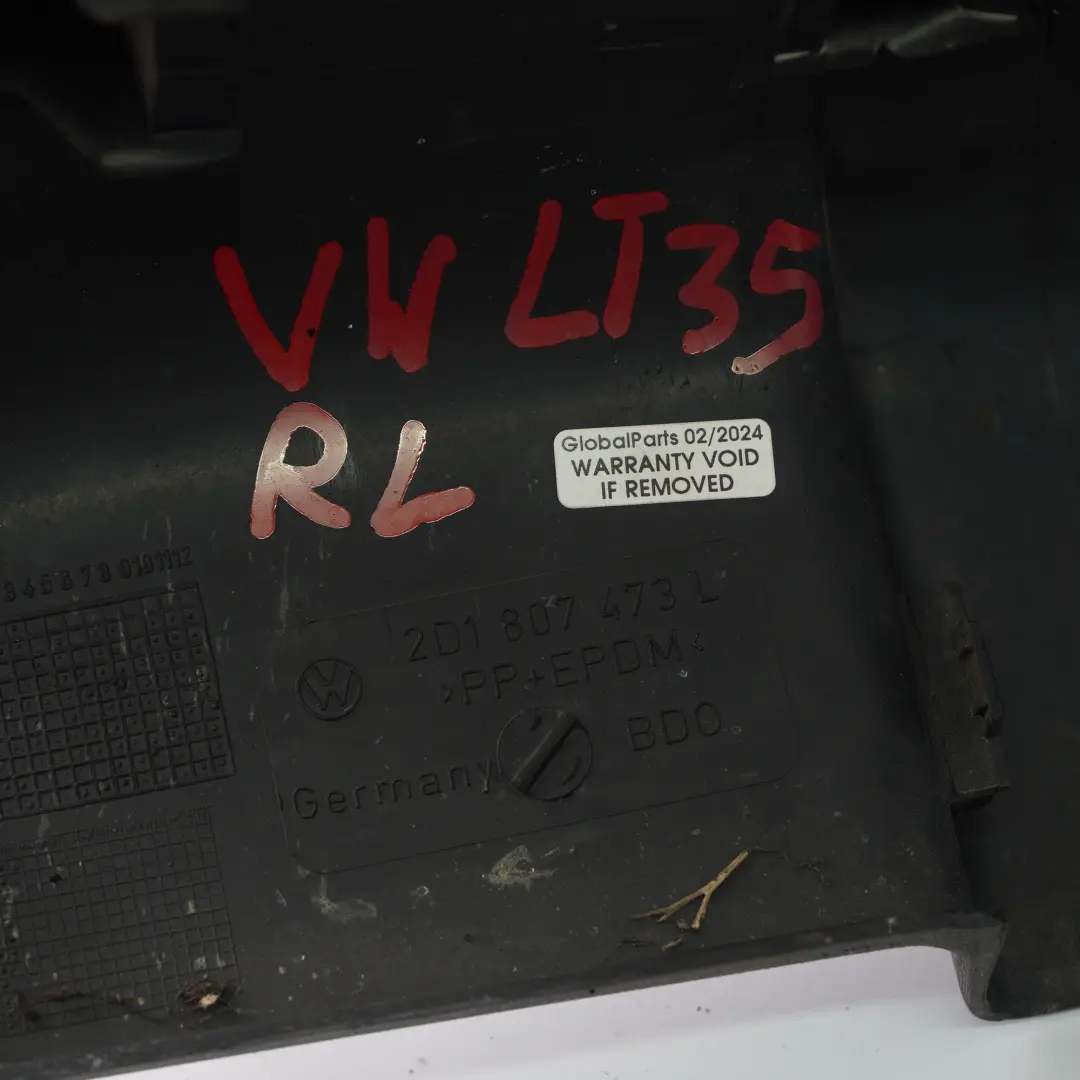 VW LT35
RL
GlobalParts 02/2024
WARRANTY VOID
IF REMOVED
2D1 807 473 L
>PP+EPDM<
BDO
Germany